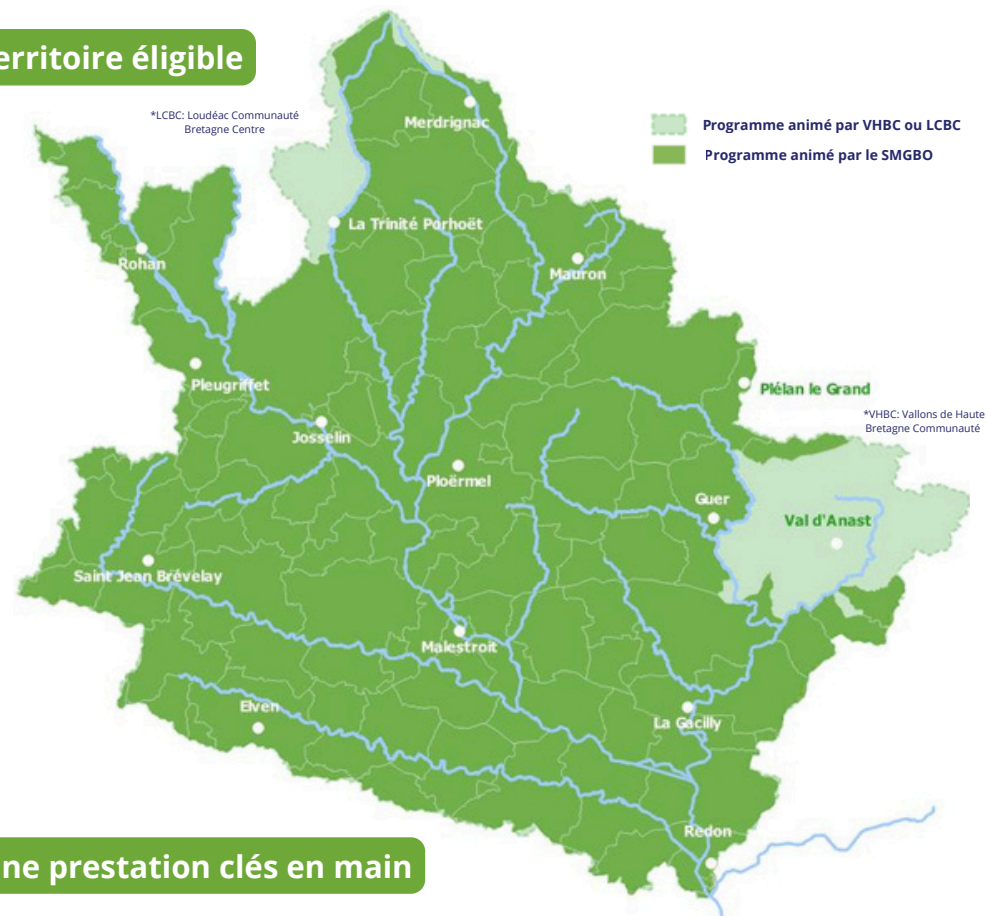 erritoire éligible
*LCBC: Loudéac Communauté
Bretagne Centre
Programme animé par VHBC ou LCBC
Programme animé par le SMGBO
Merdrignac
La Trinité Porhoët
Rohan
Mauron
Pleugriffet
Plélan le Grand
*VHBC: Vallons de Haute
Bretagne Communauté
Josselin
Ploërmel
Guer
Val d'Anast
Saint Jean Brévelay
Malestroit
Elven
La Gacilly
Redon
ne prestation clés en main